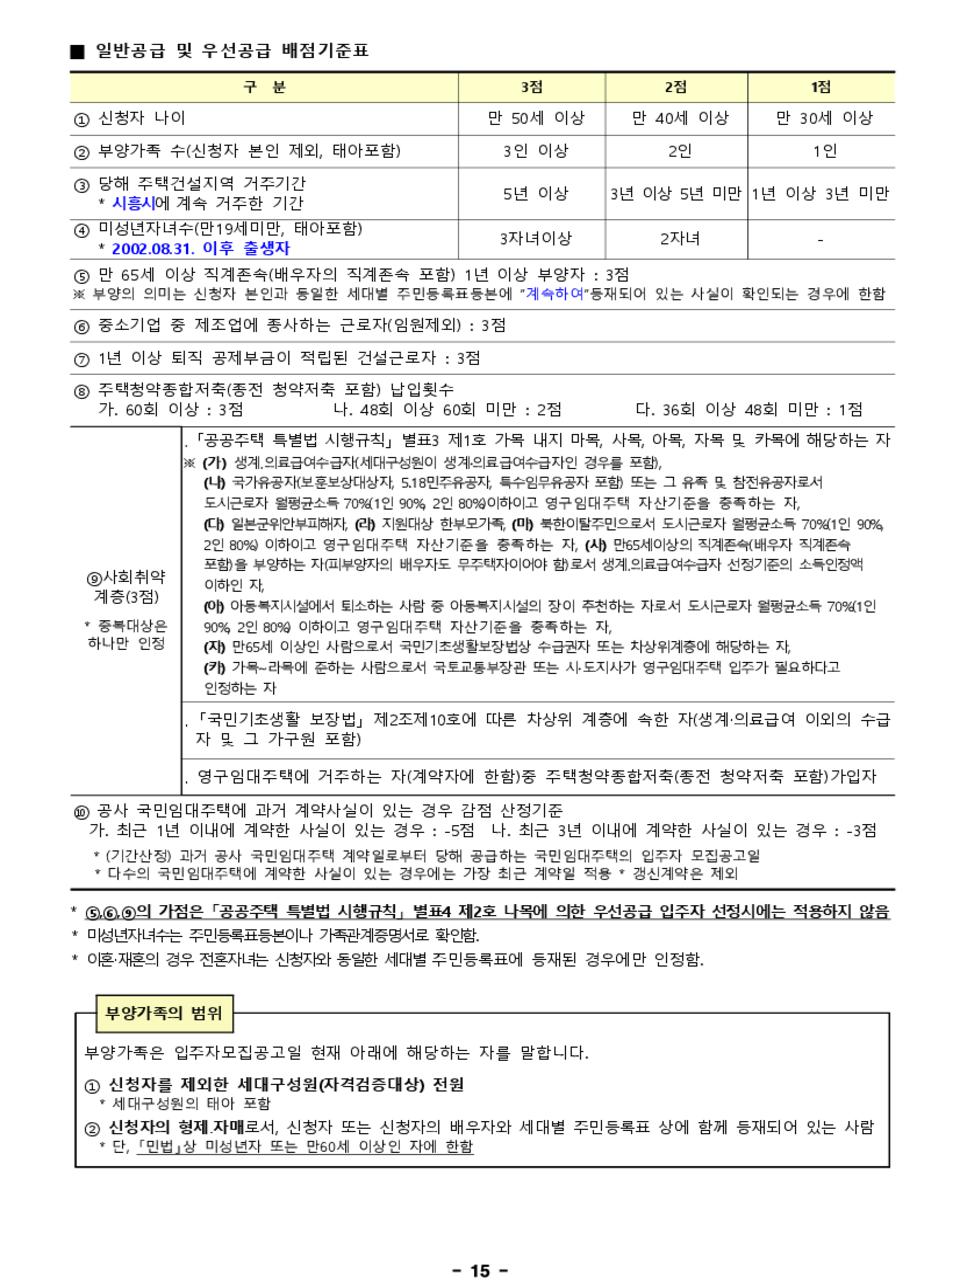 ■ 일반공급 및 우선공급 배점기준표
구 분 3점 2점 1점
① 신청자 나이 만 50세 이상 만 40세 이상 만 30세 이상
② 부양가족 수(신청자 본인 제외, 태아포함) 3인 이상 2인 1인
③ 당해 주택건설지역 거주기간
* 시흥시에 계속 거주한 기간 5년 이상 3년 이상 5년 미만 1년 이상 3년 미만
④ 미성년자녀수(만19세미만, 태아포함)
* 2002.08.31. 이후 출생자 3자녀이상 2자녀 -
⑤ 만 65세 이상 직계존속(배우자의 직계존속 포함) 1년 이상 부양자 : 3점
※ 부양의 의미는 신청자 본인과 동일한 세대별 주민등록표등본에 "계속하여"등재되어 있는 사실이 확인되는 경우에 한함
⑥ 중소기업 중 제조업에 종사하는 근로자(임원제외) : 3점
⑦ 1년 이상 퇴직 공제부금이 적립된 건설근로자 : 3점
⑧ 주택청약종합저축(종전 청약저축 포함) 납입횟수
가. 60회 이상 : 3점 나. 48회 이상 60회 미만 : 2점 다. 36회 이상 48회 미만 : 1점
⑨사회취약
계층(3점)
* 중복대상은
하나만 인정
.「공공주택 특별법 시행규칙」별표3 제1호 가목 내지 마목, 사목, 아목, 자목 및 카목에 해당하는 자
※ (가) 생계.의료급여수급자(세대구성원이 생계·의료급여수급자인 경우를 포함),
(나) 국가유공자(보훈보상대상자, 5.18민주유공자, 특수임무유공자 포함) 또는 그 유족 및 참전유공자로서
도시근로자 월평균소득 70%(1인 90%, 2인 80%)이하이고 영구임대주택 자산기준을 충족하는 자,
(다) 일본군위안부피해자, (라) 지원대상 한부모가족, (마) 북한이탈주민으로서 도시근로자 월평균소득 70%(1인 90%,
2인 80%) 이하이고 영구임대주택 자산기준을 충족하는 자, (사) 만65세이상의 직계존속(배우자 직계존속
포함)을 부양하는 자(피부양자의 배우자도 무주택자이어야 함)로서 생계.의료급여수급자 선정기준의 소득인정액
이하인 자,
(아) 아동복지시설에서 퇴소하는 사람 중 아동복지시설의 장이 추천하는 자로서 도시근로자 월평균소득 70%(1인
90%, 2인 80%) 이하이고 영구임대주택 자산기준을 충족하는 자,
(자) 만65세 이상인 사람으로서 국민기초생활보장법상 수급권자 또는 차상위계층에 해당하는 자,
(카) 가목~라목에 준하는 사람으로서 국토교통부장관 또는 시·도지사가 영구임대주택 입주가 필요하다고
인정하는 자
.「국민기초생활 보장법」제2조제10호에 따른 차상위 계층에 속한 자(생계·의료급여 이외의 수급
자 및 그 가구원 포함)
. 영구임대주택에 거주하는 자(계약자에 한함)중 주택청약종합저축(종전 청약저축 포함)가입자
⑩ 공사 국민임대주택에 과거 계약사실이 있는 경우 감점 산정기준
가. 최근 1년 이내에 계약한 사실이 있는 경우 : -5점 나. 최근 3년 이내에 계약한 사실이 있는 경우 : -3점
* (기간산정) 과거 공사 국민임대주택 계약일로부터 당해 공급하는 국민임대주택의 입주자 모집공고일
* 다수의 국민임대주택에 계약한 사실이 있는 경우에는 가장 최근 계약일 적용 * 갱신계약은 제외
* ⑤,⑥,⑨의 가점은「공공주택 특별법 시행규칙」별표4 제2호 나목에 의한 우선공급 입주자 선정시에는 적용하지 않음
* 미성년자녀수는 주민등록표등본이나 가족관계증명서로 확인함.
* 이혼·재혼의 경우 전혼자녀는 신청자와 동일한 세대별 주민등록표에 등재된 경우에만 인정함.
부양가족의 범위
부양가족은 입주자모집공고일 현재 아래에 해당하는 자를 말합니다.
① 신청자를 제외한 세대구성원(자격검증대상) 전원
* 세대구성원의 태아 포함
② 신청자의 형제.자매로서, 신청자 또는 신청자의 배우자와 세대별 주민등록표 상에 함께 등재되어 있는 사람
* 단,「민법」상 미성년자 또는 만60세 이상인 자에 한함
- 15 -